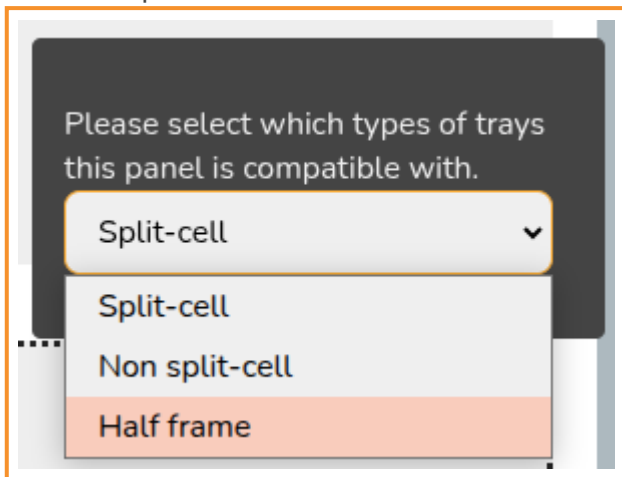 Please select which types of trays
this panel is compatible with.
Split-cell
Split-cell
Non split-cell
Half frame